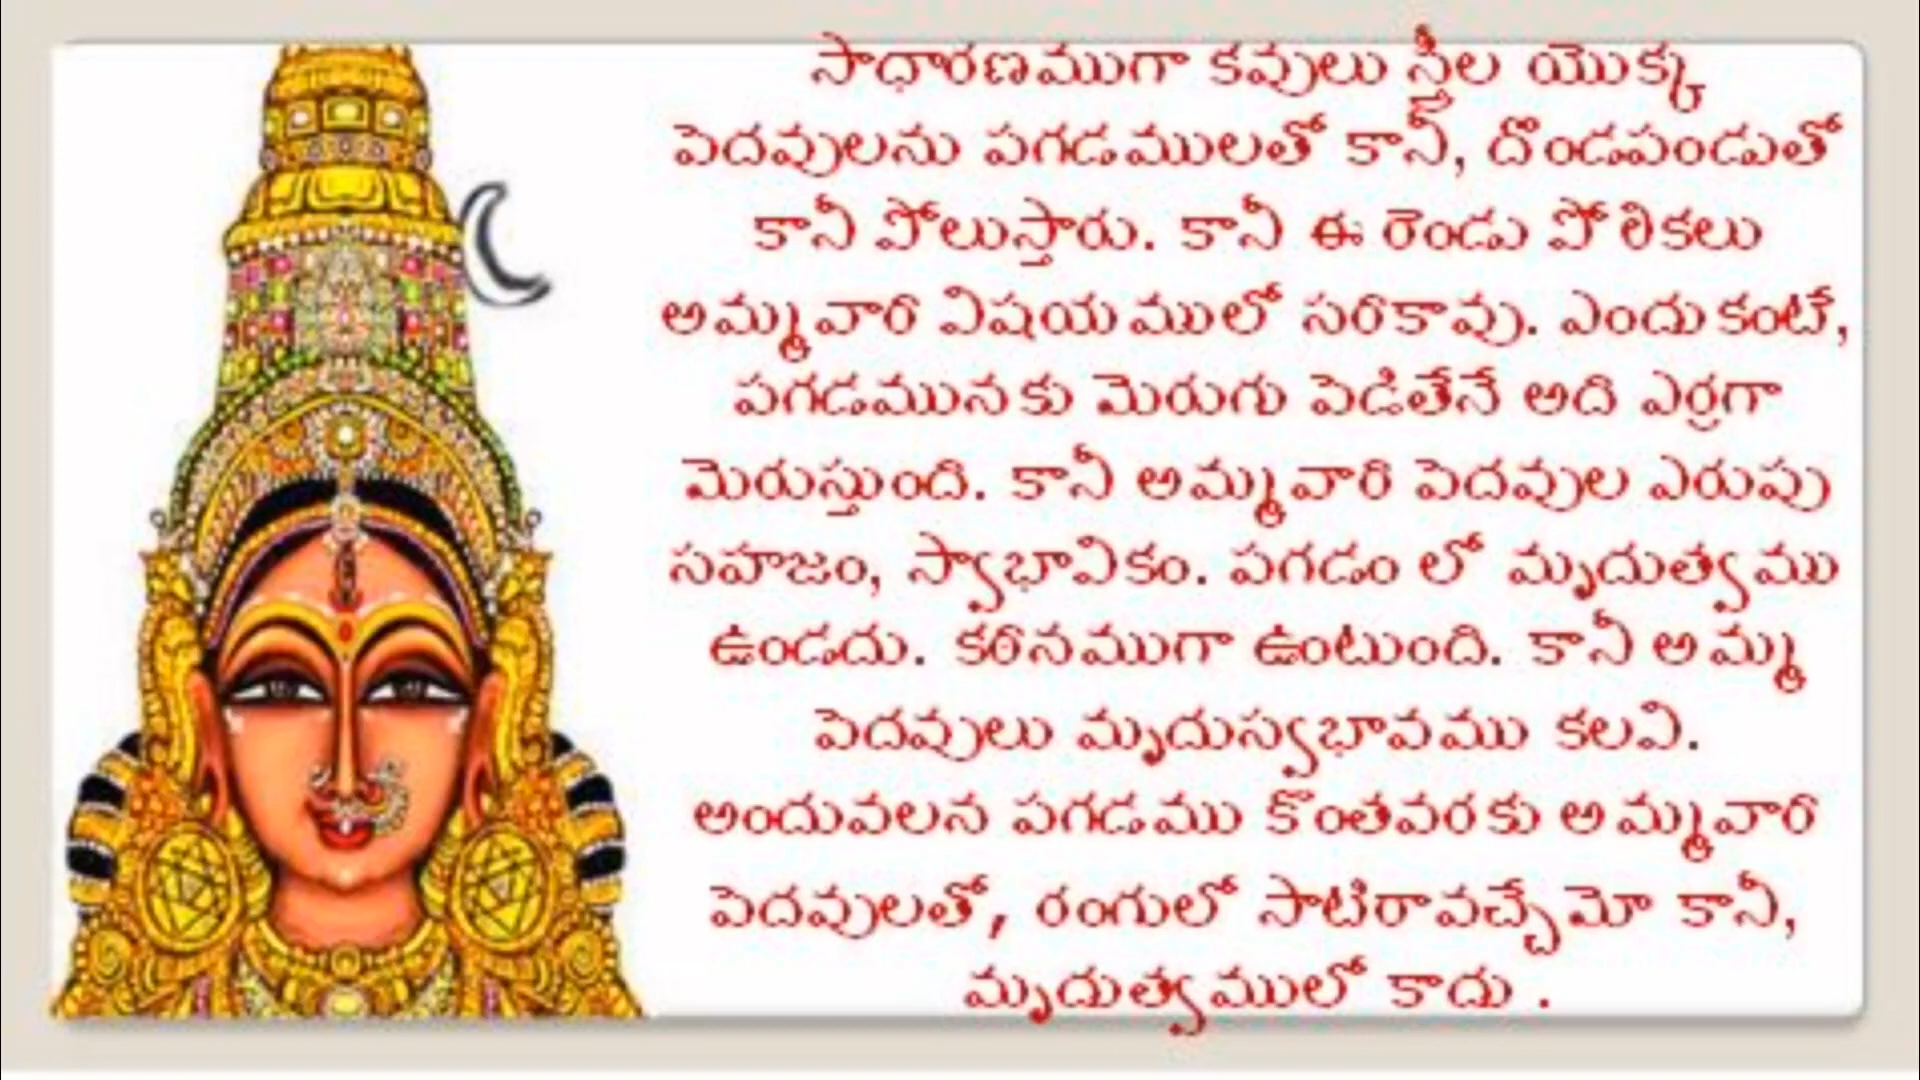 సాధారణముగా కవులు స్త్రీల యొక్క
పెదవులను పగడములతో కానీ, దొండపండుతో
కానీ పోలుస్తారు. కానీ ఈ రెండు పోలికలు
అమ్మవారి విషయములో సరికావు. ఎందుకంటే,
పగడమునకు మెరుగు పెడితేనే అది ఎర్రగా
మెరుస్తుంది. కానీ అమ్మవారి పెదవుల ఎరుపు
సహజం, స్వాభావికం. పగడం లో మృదుత్వము
ఉండదు. కఠినముగా ఉంటుంది. కానీ అమ్మ
పెదవులు మృదుస్వభావము కలవి.
అందువలన పగడము కొంతవరకు అమ్మవారి
పెదవులతో, రంగులో సాటిరావచ్చేమో కానీ,
మృదుత్వములో కాదు .